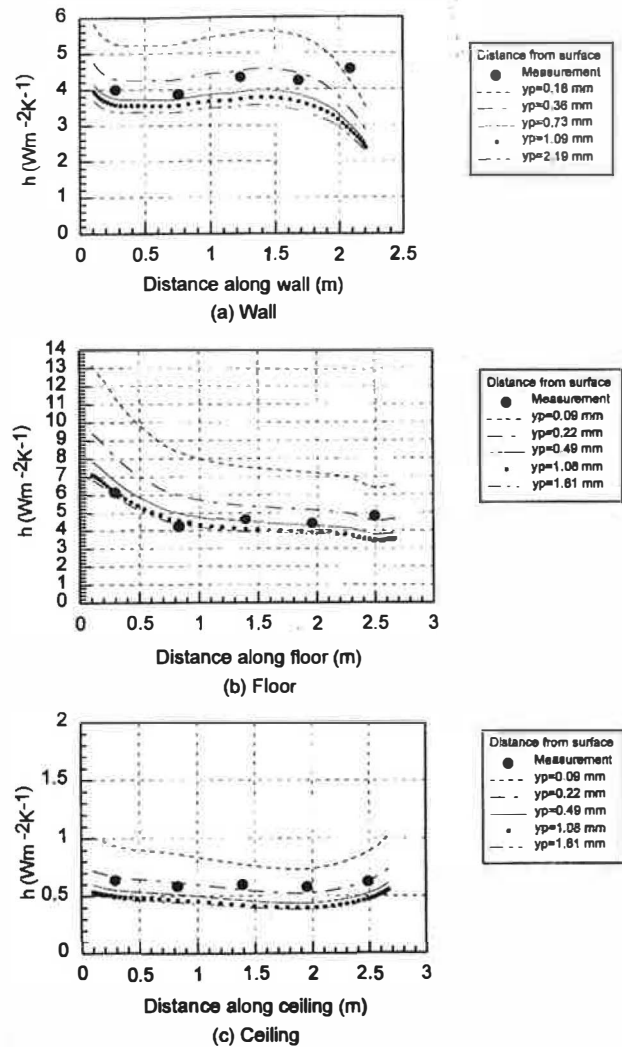 6
5
4
3
2
1
0
h (Wm -2K-1)
0 0.5 1 1.5 2 2.5
Distance along wall (m)
(a) Wall
Distance from surface
Measurement
yp=0.18 mm
yp=0.36 mm
yp=0.73 mm
yp=1.09 mm
yp=2.19 mm
14
13
12
11
10
9
8
7
6
5
4
3
2
1
0
h (Wm -2K-1)
0 0.5 1 1.5 2 2.5 3
Distance along floor (m)
(b) Floor
Distance from surface
Measurement
yp=0.09 mm
yp=0.22 mm
yp=0.49 mm
yp=1.08 mm
yp=1.81 mm
2
1.5
1
0.5
0
h (Wm -2K-1)
0 0.5 1 1.5 2 2.5 3
Distance along ceiling (m)
(c) Ceiling
Distance from surface
Measurement
yp=0.09 mm
yp=0.22 mm
yp=0.49 mm
yp=1.08 mm
yp=1.81 mm